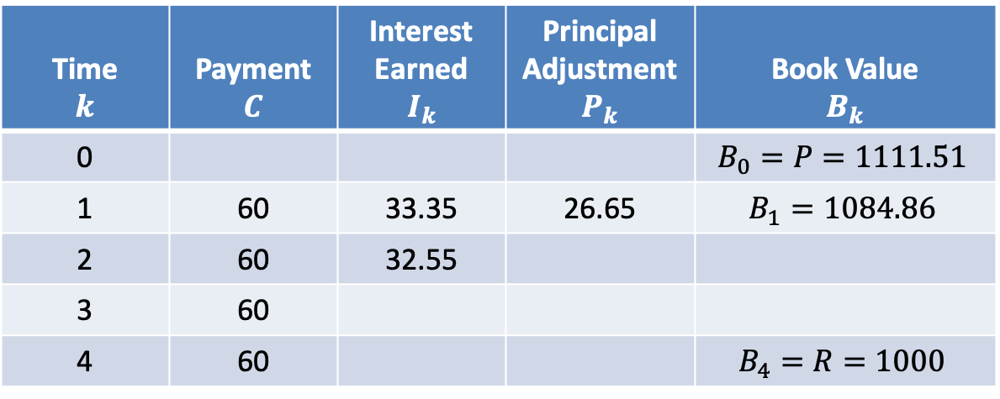 Time k Payment C Interest Earned I_k Principal Adjustment P_k Book Value B_k
0 B_0 = P = 1111.51
1 60 33.35 26.65 B_1 = 1084.86
2 60 32.55
3 60
4 60 B_4 = R = 1000